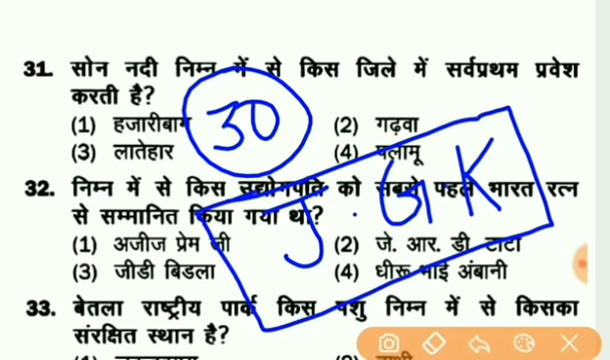 31. सोन नदी निम्न में से किस जिले में सर्वप्रथम प्रवेश
करती है?
(1) हजारीबाग (2) गढ़वा
(3) लातेहार (4) पलामू
30
32. निम्न में से किस उद्योगपति को सबसे पहले भारत रत्न
से सम्मानित किया गया था?
J.GK
(1) अजीज प्रेम जी (2) जे. आर. डी. टाटा
(3) जीडी बिडला (4) धीरू भाई अंबानी
33. बेतला राष्ट्रीय पार्क किस पशु निम्न में से किसका
संरक्षित स्थान है?